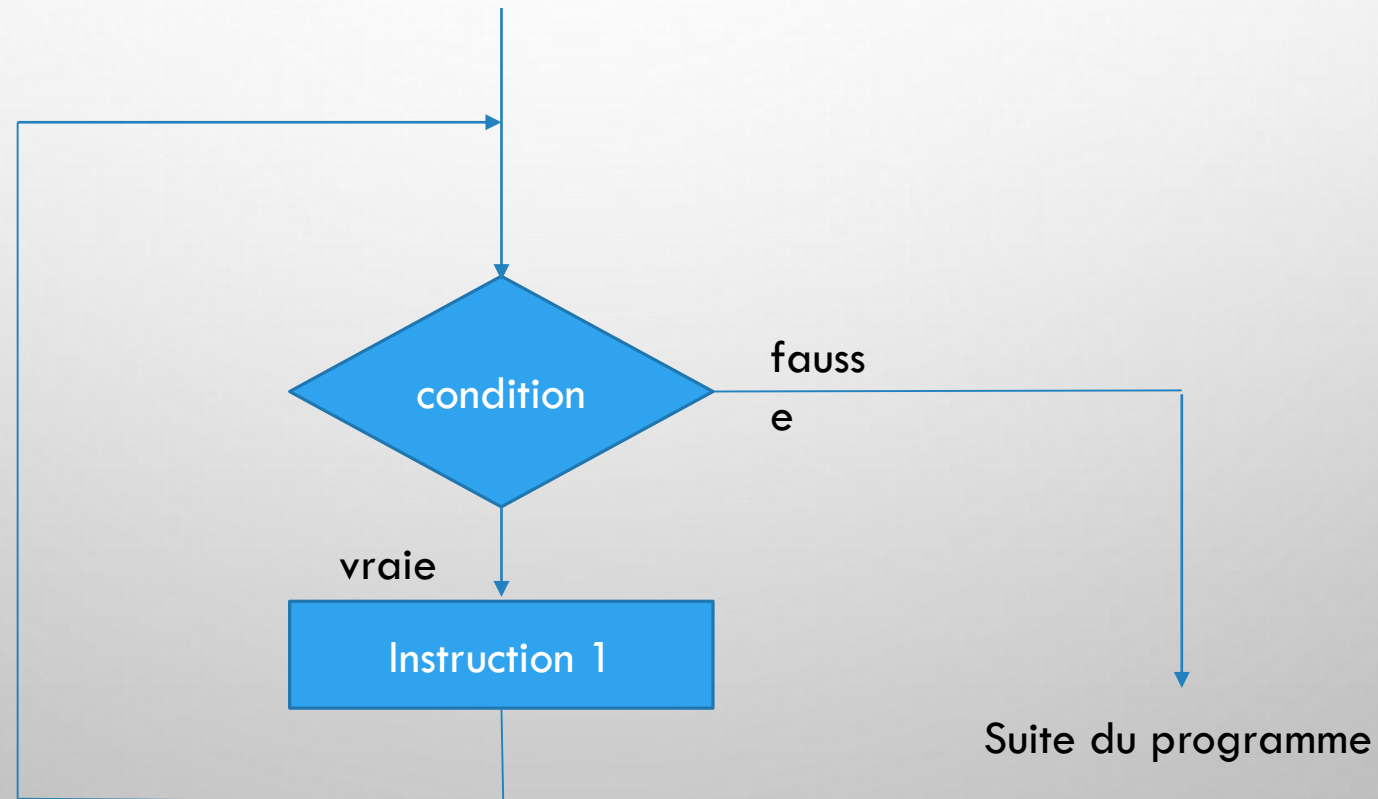 condition
fauss
e
vraie
Instruction 1
Suite du programme